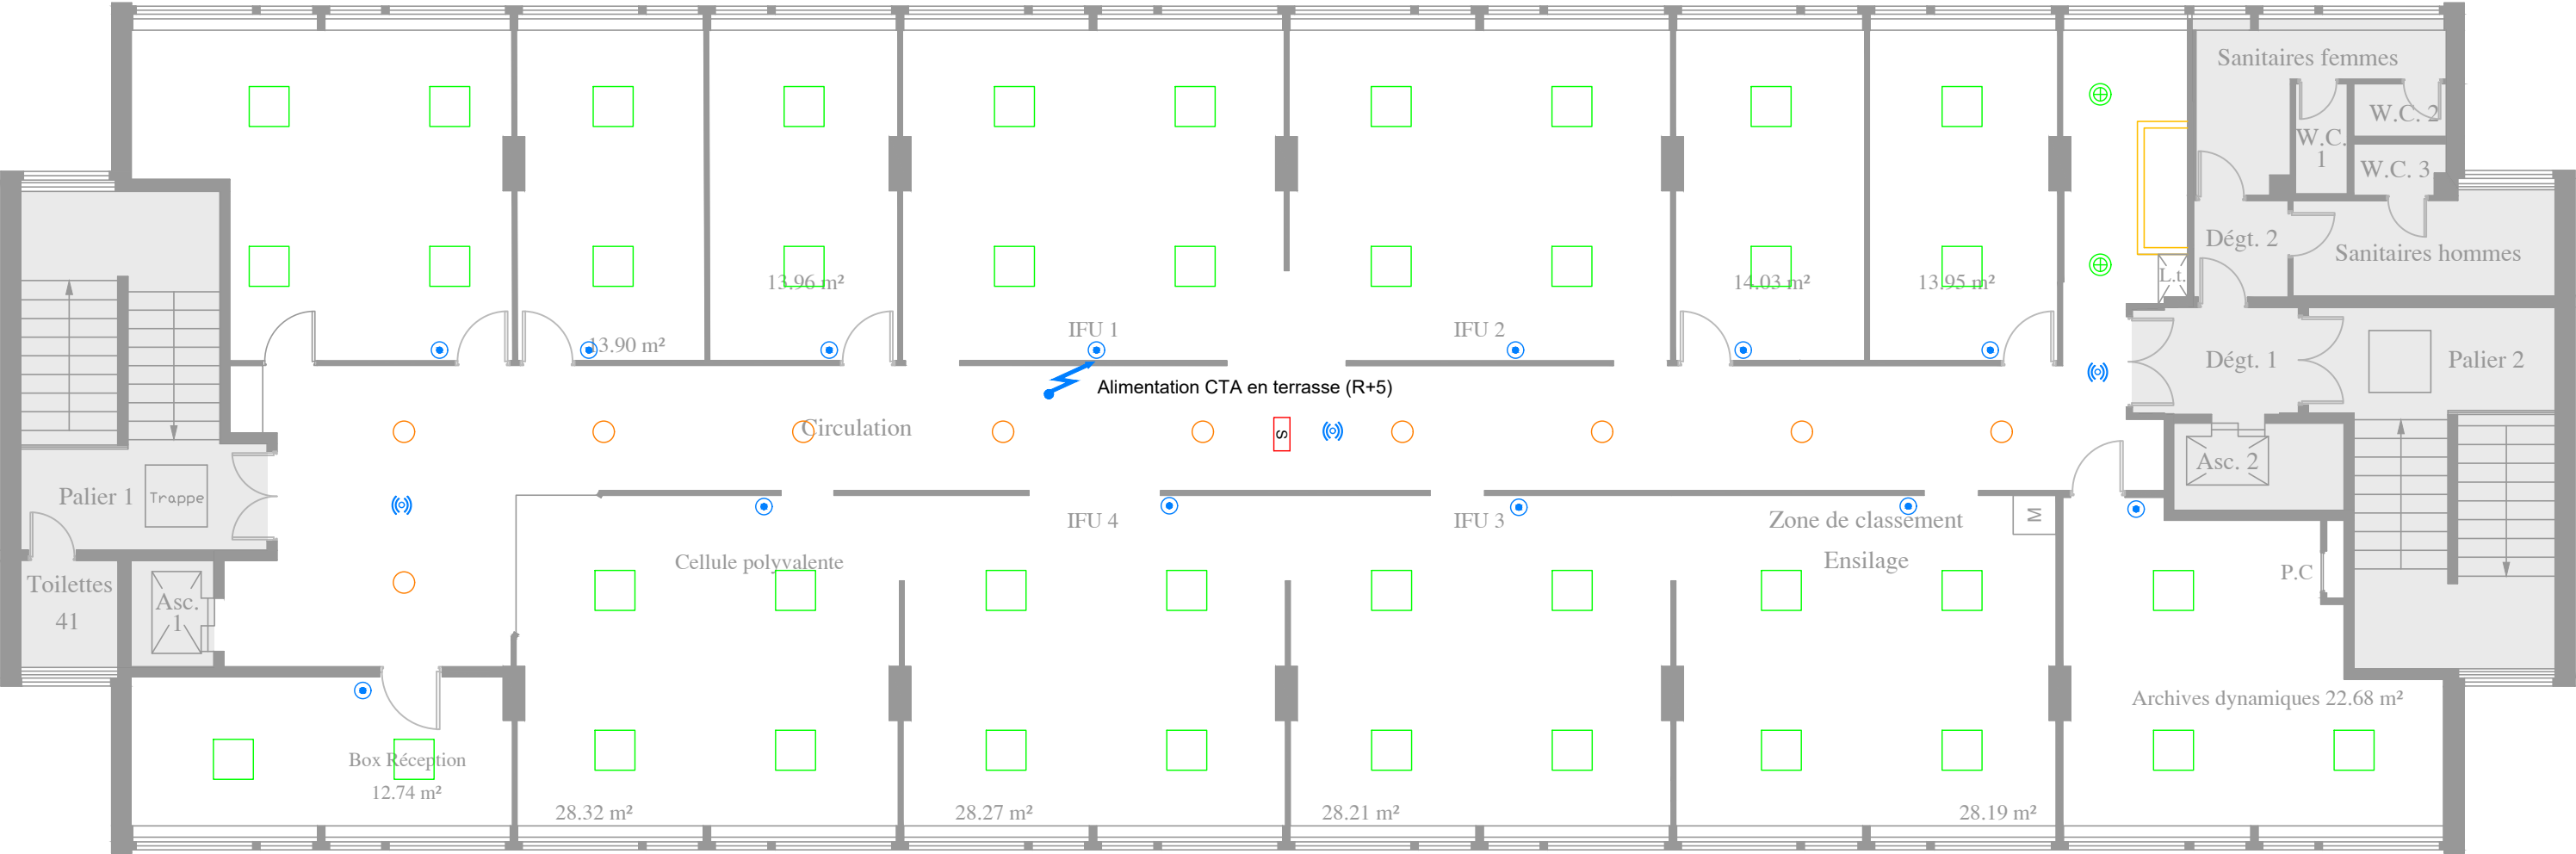 Sanitaires femmes
W.C. 2
W.C.
1
W.C. 3
Dégt. 2
Sanitaires hommes
L.t.
13.96 m²
14.03 m²
13.95 m²
13.90 m²
IFU 1
IFU 2
Dégt. 1
Palier 2
Alimentation CTA en terrasse (R+5)
Circulation
S
Asc. 2
Palier 1
Trappe
IFU 4
IFU 3
Zone de classement
Ensilage
M
Cellule polyvalente
P.C
Toilettes
41
Asc.
1
Archives dynamiques 22.68 m²
Box Réception
12.74 m²
28.32 m²
28.27 m²
28.21 m²
28.19 m²